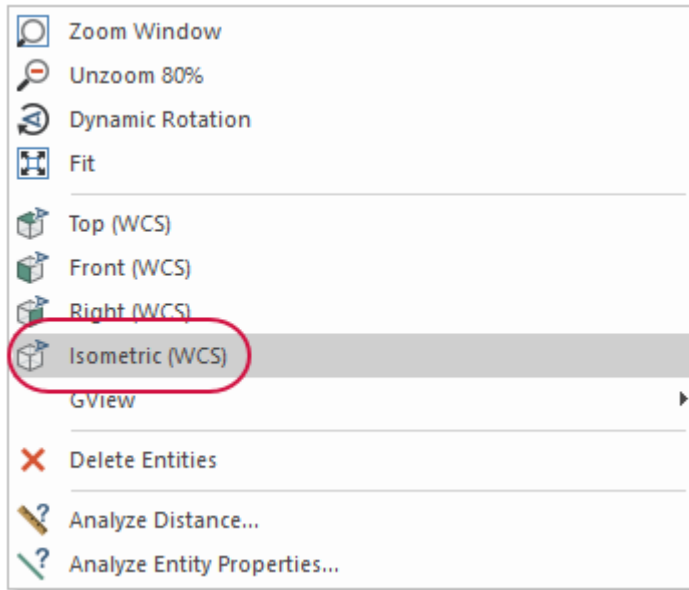 Zoom Window
Unzoom 80%
Dynamic Rotation
Fit
Top (WCS)
Front (WCS)
Right (WCS)
Isometric (WCS)
GView
Delete Entities
Analyze Distance...
Analyze Entity Properties...